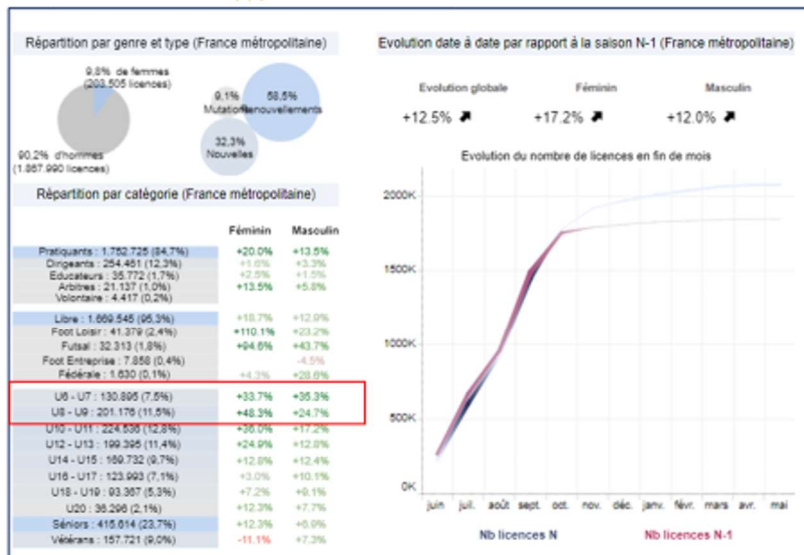 Répartition par genre et type (France métropolitaine)
9,8% de femmes
(203.505 licences)
90,2% d'hommes
(1.867.990 licences)
9,1%
Mutations
58,5%
Renouvellements
32,3%
Nouvelles
Répartition par catégorie (France métropolitaine)
Féminin Masculin
Pratiquants : 1.752.725 (84,7%) +20.0% +13.5%
Dirigeants : 254.461 (12,3%) +1.6% +3.3%
Educateurs : 35.772 (1,7%) +2.5% +1.5%
Arbitres : 21.137 (1,0%) +13.5% +5.8%
Volontaire : 4.417 (0,2%)
Libre : 1.669.545 (95,3%) +18.7% +12.9%
Foot Loisir : 41.379 (2,4%) +110.1% +23.2%
Futsal : 32.313 (1,8%) +94.6% +43.7%
Foot Entreprise : 7.858 (0,4%) -4.5%
Fédérale : 1.630 (0,1%) +4.3% +28.6%
U6 - U7 : 130.895 (7,5%) +33.7% +35.3%
U8 - U9 : 201.176 (11,5%) +48.3% +24.7%
U10 - U11 : 224.536 (12,8%) +36.0% +17.2%
U12 - U13 : 199.395 (11,4%) +24.9% +12.8%
U14 - U15 : 169.732 (9,7%) +12.8% +12.4%
U16 - U17 : 123.993 (7,1%) +3.0% +10.1%
U18 - U19 : 93.367 (5,3%) +7.2% +9.1%
U20 : 36.296 (2,1%) +12.3% +7.7%
Séniors : 415.614 (23,7%) +12.3% +6.9%
Vétérans : 157.721 (9,0%) -11.1% +7.3%
Evolution date à date par rapport à la saison N-1 (France métropolitaine)
Evolution globale Féminin Masculin
+12.5% +17.2% +12.0%
Evolution du nombre de licences en fin de mois
2000K
1500K
1000K
500K
0K
juin juil. août sept. oct. nov. déc. janv. févr. mars avr. mai
Nb licences N Nb licences N-1